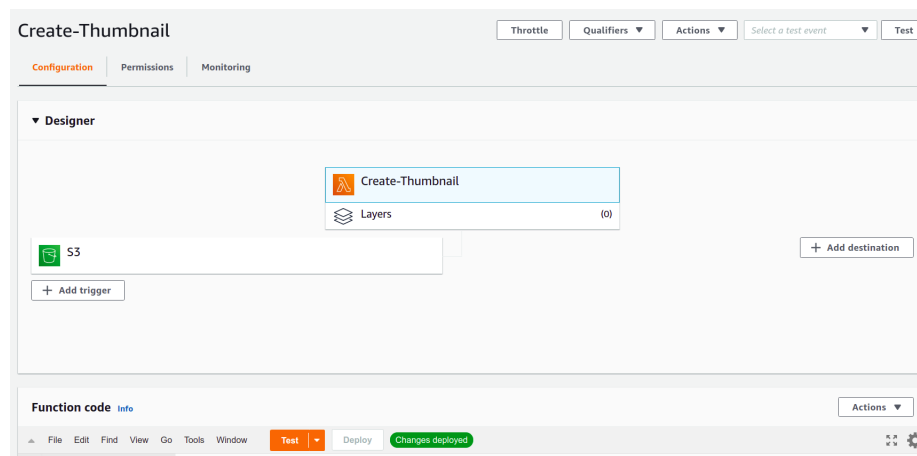 Create-Thumbnail
Throttle Qualifiers Actions Select a test event Test
Configuration Permissions Monitoring
Designer
Create-Thumbnail
Layers (0)
S3
+ Add destination
+ Add trigger
Function code Info
Actions
File Edit Find View Go Tools Window Test Deploy Changes deployed